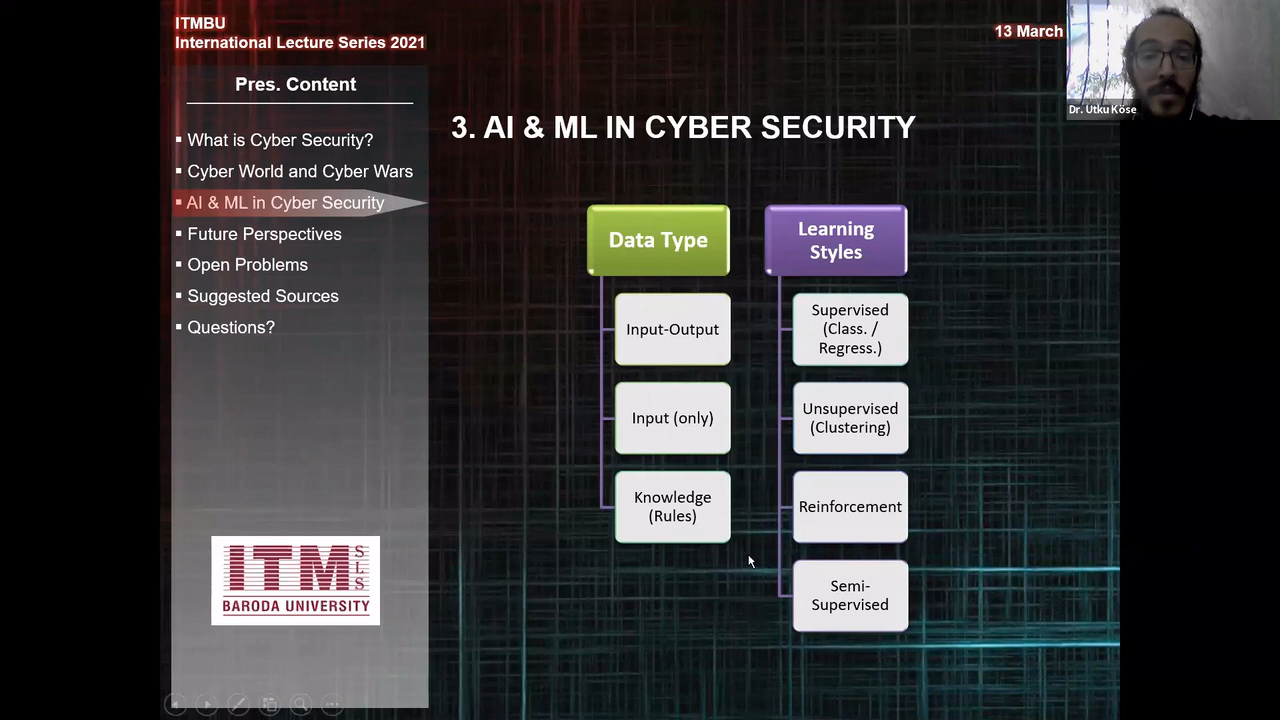 ITMBU
International Lecture Series 2021
13 March
Dr. Utku Köse
Pres. Content
What is Cyber Security?
Cyber World and Cyber Wars
AI & ML in Cyber Security
Future Perspectives
Open Problems
Suggested Sources
Questions?
3. AI & ML IN CYBER SECURITY
Data Type
Input-Output
Input (only)
Knowledge
(Rules)
Learning
Styles
Supervised
(Class. /
Regress.)
Unsupervised
(Clustering)
Reinforcement
Semi-
Supervised
ITM SLS
BARODA UNIVERSITY